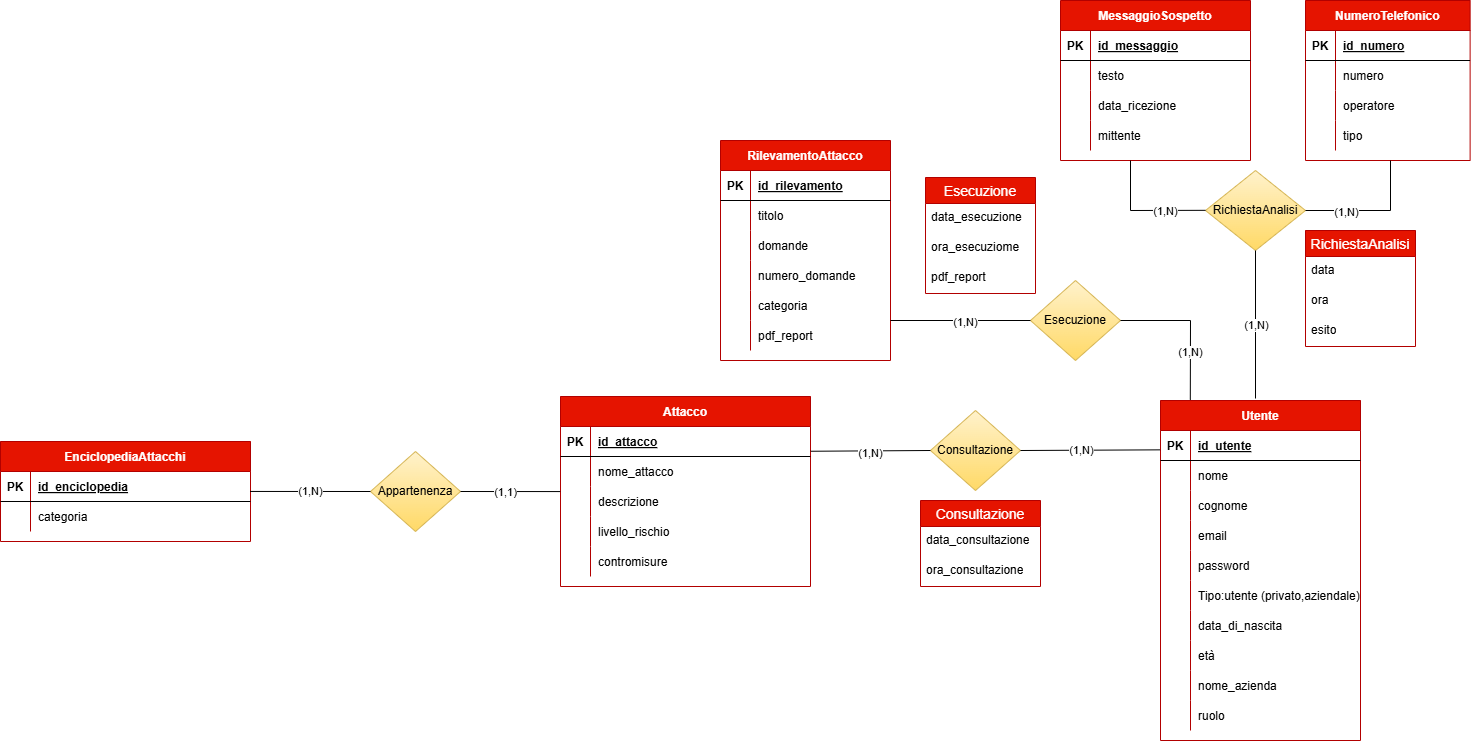 MessaggioSospetto
PK id_messaggio
testo
data_ricezione
mittente
NumeroTelefonico
PK id_numero
numero
operatore
tipo
RilevamentoAttacco
PK id_rilevamento
titolo
domande
numero_domande
categoria
pdf_report
Esecuzione
data_esecuzione
ora_esecuziome
pdf_report
(1,N)
RichiestaAnalisi
(1,N)
RichiestaAnalisi
data
ora
esito
(1,N)
(1,N)
Esecuzione
(1,N)
Attacco
PK id_attacco
nome_attacco
descrizione
livello_rischio
contromisure
(1,N)
Consultazione
(1,N)
Consultazione
data_consultazione
ora_consultazione
Utente
PK id_utente
nome
cognome
email
password
Tipo:utente (privato,aziendale)
data_di_nascita
età
nome_azienda
ruolo
EnciclopediaAttacchi
PK id_enciclopedia
categoria
(1,N)
Appartenenza
(1,1)